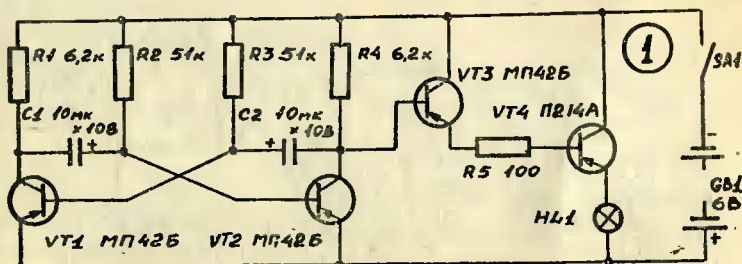 R1 6,2к
R2 51к
R3 51к
R4 6,2к
1
SA1
C1 10мк
×10В
+
C2 10мк
×10В
+
VT3 МП42Б
VT4 П214А
R5 100
HL1
-
GB1
6В
+
VT1 МП42Б
VT2 МП42Б